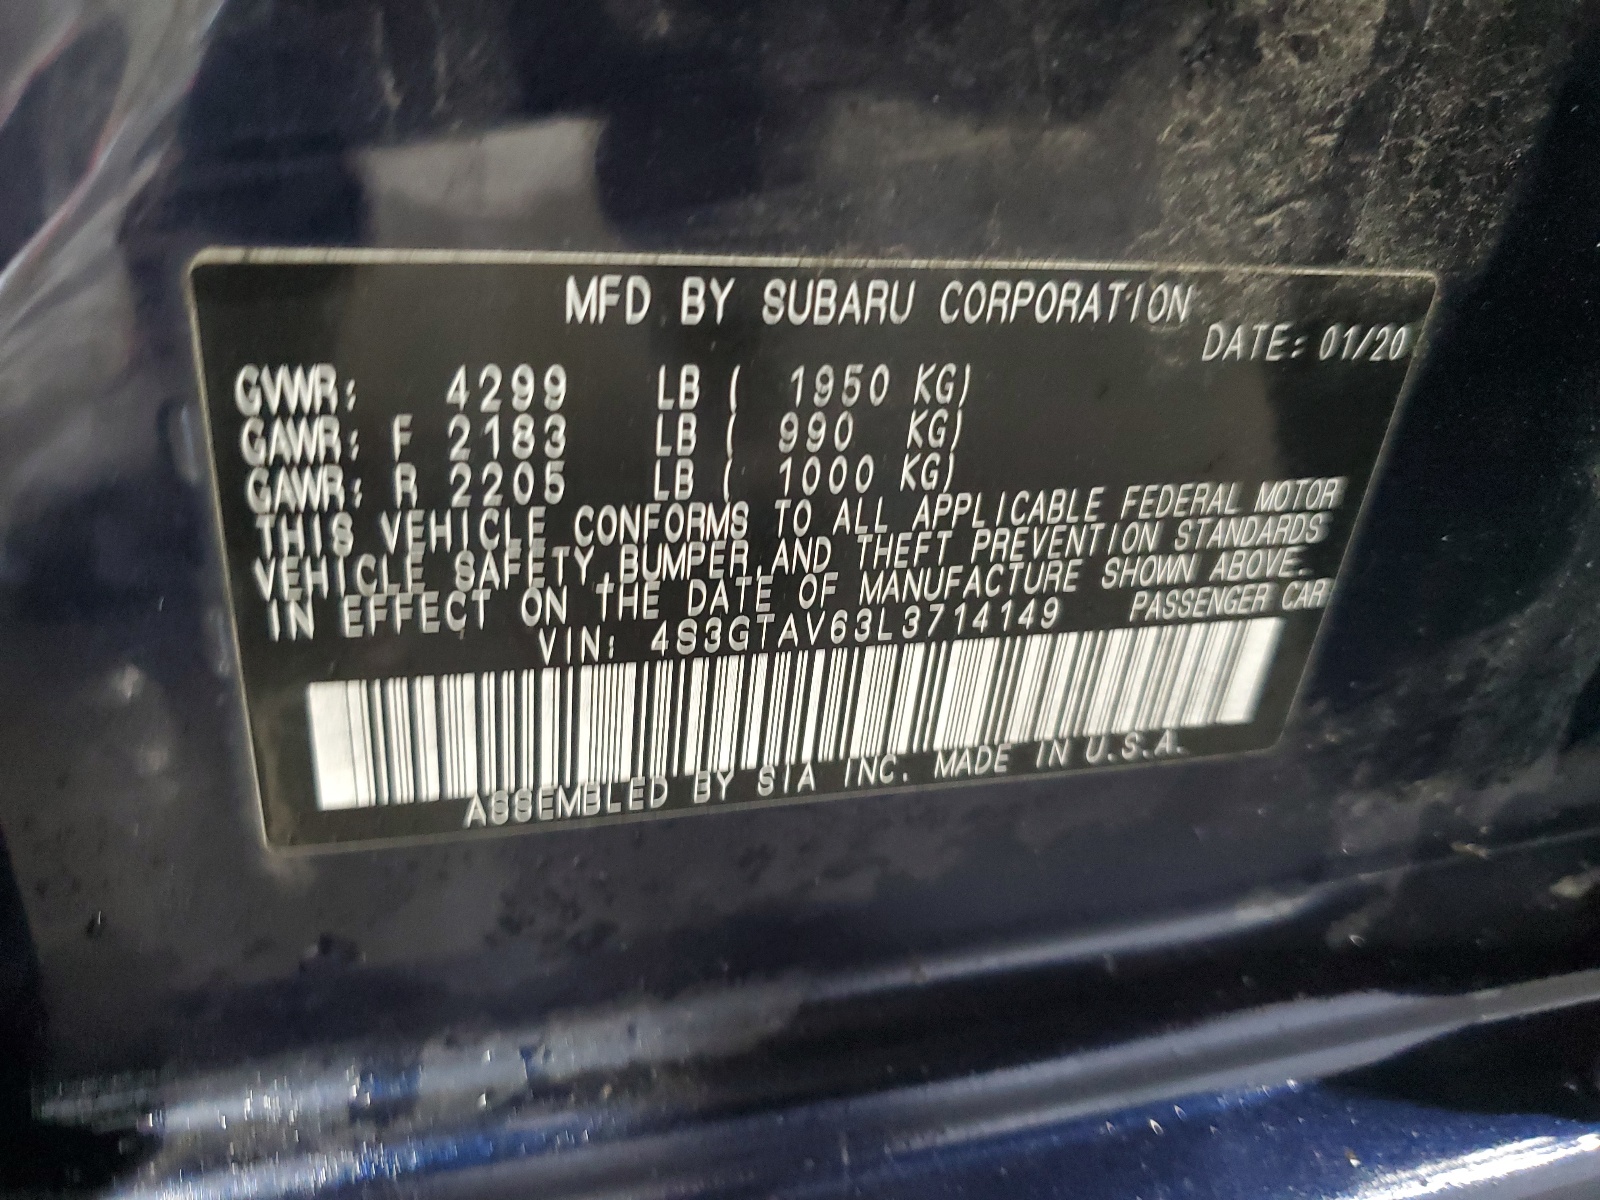 MFD BY SUBARU CORPORATION
DATE: 01/20
GVWR: 4299 LB ( 1950 KG)
GAWR: F 2183 LB ( 990 KG)
GAWR: R 2205 LB ( 1000 KG)
THIS VEHICLE CONFORMS TO ALL APPLICABLE FEDERAL MOTOR
VEHICLE SAFETY,BUMPER,AND THEFT PREVENTION STANDARDS
IN EFFECT ON THE DATE OF MANUFACTURE SHOWN ABOVE.
VIN: 4S3GTAV63L3714149 PASSENGER CAR
ASSEMBLED BY SIA INC. MADE IN U.S.A.